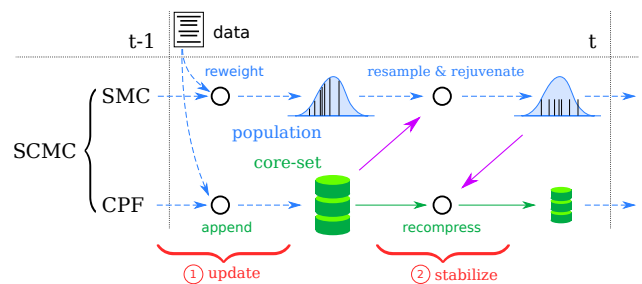 t-1
data
t
SMC
reweight
resample & rejuvenate
population
SCMC
core-set
CPF
append
recompress
1 update
2 stabilize